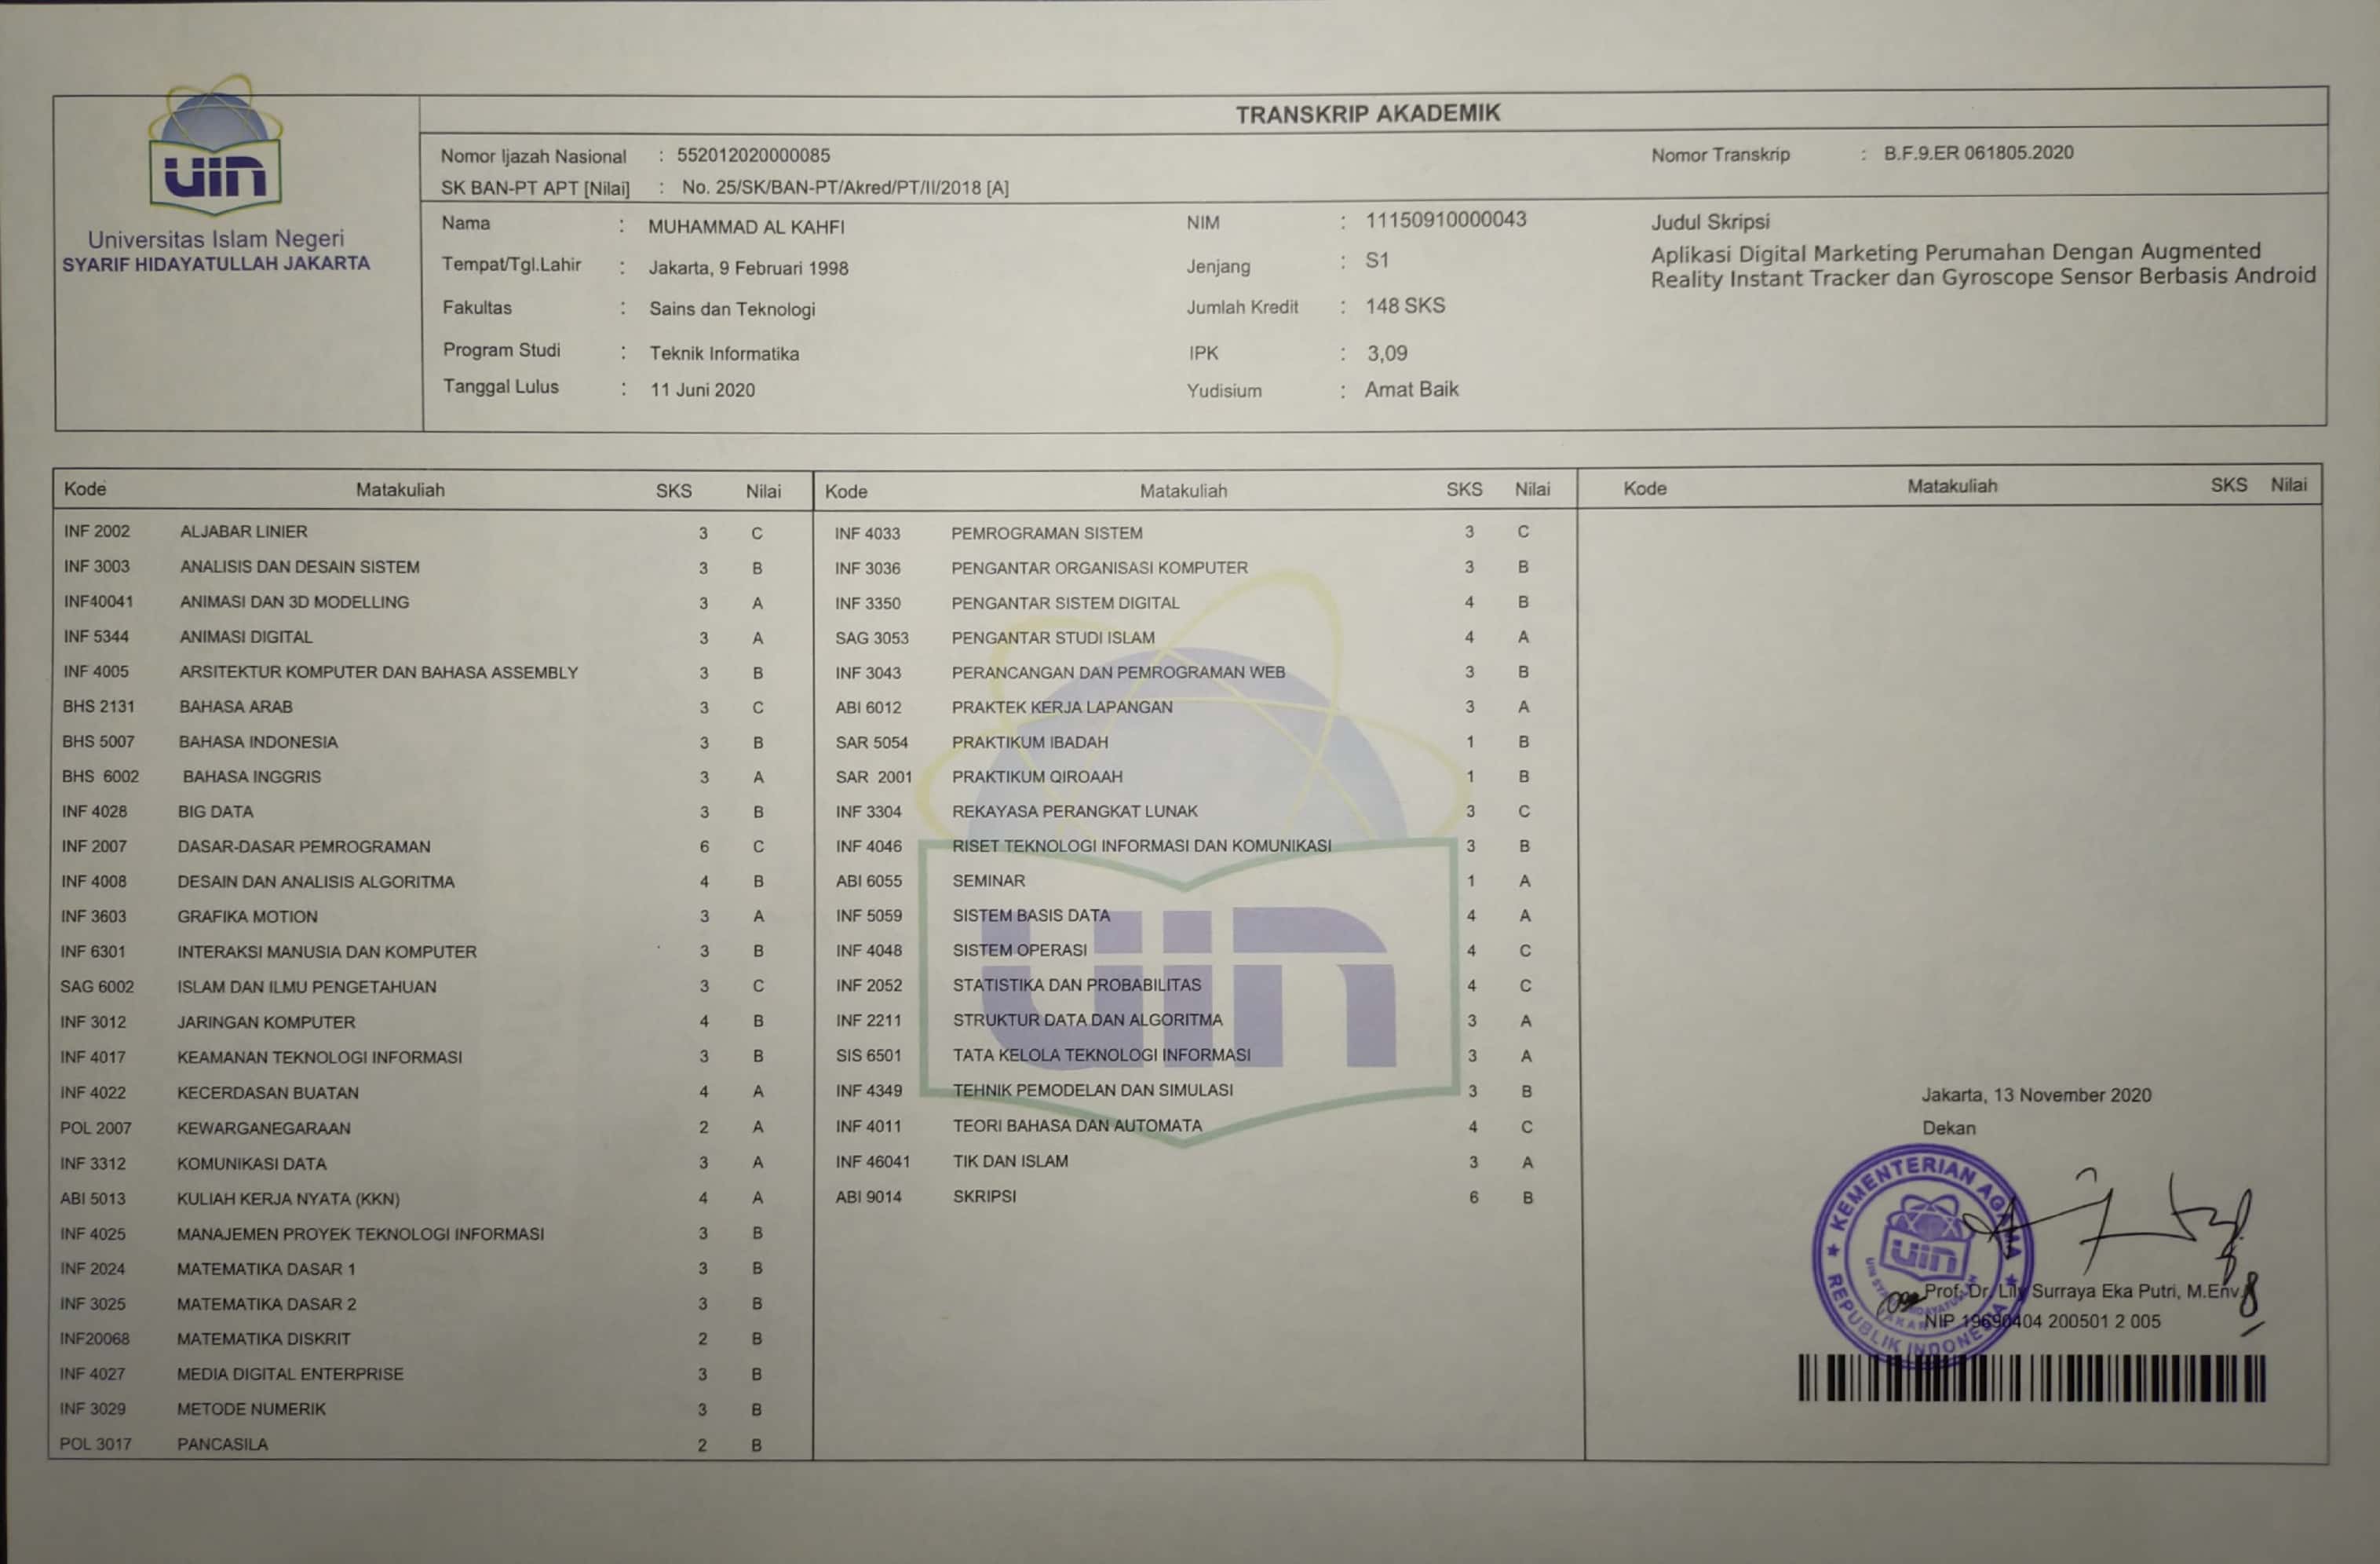 TRANSKRIP AKADEMIK
uin
Universitas Islam Negeri
SYARIF HIDAYATULLAH JAKARTA
Nomor Ijazah Nasional : 552012020000085
Nomor Transkrip : B.F.9.ER 061805.2020
SK BAN-PT APT [Nilai] : No. 25/SK/BAN-PT/Akred/PT/II/2018 [A]
Nama : MUHAMMAD AL KAHFI
Tempat/Tgl.Lahir : Jakarta, 9 Februari 1998
Fakultas : Sains dan Teknologi
Program Studi : Teknik Informatika
Tanggal Lulus : 11 Juni 2020
NIM : 11150910000043
Jenjang : S1
Jumlah Kredit : 148 SKS
IPK : 3,09
Yudisium : Amat Baik
Judul Skripsi
Aplikasi Digital Marketing Perumahan Dengan Augmented
Reality Instant Tracker dan Gyroscope Sensor Berbasis Android
Kode Matakuliah SKS Nilai
INF 2002 ALJABAR LINIER 3 C
INF 3003 ANALISIS DAN DESAIN SISTEM 3 B
INF40041 ANIMASI DAN 3D MODELLING 3 A
INF 5344 ANIMASI DIGITAL 3 A
INF 4005 ARSITEKTUR KOMPUTER DAN BAHASA ASSEMBLY 3 B
BHS 2131 BAHASA ARAB 3 C
BHS 5007 BAHASA INDONESIA 3 B
BHS 6002 BAHASA INGGRIS 3 A
INF 4028 BIG DATA 3 B
INF 2007 DASAR-DASAR PEMROGRAMAN 6 C
INF 4008 DESAIN DAN ANALISIS ALGORITMA 4 B
INF 3603 GRAFIKA MOTION 3 A
INF 6301 INTERAKSI MANUSIA DAN KOMPUTER 3 B
SAG 6002 ISLAM DAN ILMU PENGETAHUAN 3 C
INF 3012 JARINGAN KOMPUTER 4 B
INF 4017 KEAMANAN TEKNOLOGI INFORMASI 3 B
INF 4022 KECERDASAN BUATAN 4 A
POL 2007 KEWARGANEGARAAN 2 A
INF 3312 KOMUNIKASI DATA 3 A
ABI 5013 KULIAH KERJA NYATA (KKN) 4 A
INF 4025 MANAJEMEN PROYEK TEKNOLOGI INFORMASI 3 B
INF 2024 MATEMATIKA DASAR 1 3 B
INF 3025 MATEMATIKA DASAR 2 3 B
INF20068 MATEMATIKA DISKRIT 2 B
INF 4027 MEDIA DIGITAL ENTERPRISE 3 B
INF 3029 METODE NUMERIK 3 B
POL 3017 PANCASILA 2 B
Kode Matakuliah SKS Nilai
INF 4033 PEMROGRAMAN SISTEM 3 C
INF 3036 PENGANTAR ORGANISASI KOMPUTER 3 B
INF 3350 PENGANTAR SISTEM DIGITAL 4 B
SAG 3053 PENGANTAR STUDI ISLAM 4 A
INF 3043 PERANCANGAN DAN PEMROGRAMAN WEB 3 B
ABI 6012 PRAKTEK KERJA LAPANGAN 3 A
SAR 5054 PRAKTIKUM IBADAH 1 B
SAR 2001 PRAKTIKUM QIROAAH 1 B
INF 3304 REKAYASA PERANGKAT LUNAK 3 C
INF 4046 RISET TEKNOLOGI INFORMASI DAN KOMUNIKASI 3 B
ABI 6055 SEMINAR 1 A
INF 5059 SISTEM BASIS DATA 4 A
INF 4048 SISTEM OPERASI 4 C
INF 2052 STATISTIKA DAN PROBABILITAS 4 C
INF 2211 STRUKTUR DATA DAN ALGORITMA 3 A
SIS 6501 TATA KELOLA TEKNOLOGI INFORMASI 3 A
INF 4349 TEHNIK PEMODELAN DAN SIMULASI 3 B
INF 4011 TEORI BAHASA DAN AUTOMATA 4 C
INF 46041 TIK DAN ISLAM 3 A
ABI 9014 SKRIPSI 6 B
uin
Kode Matakuliah SKS Nilai
Jakarta, 13 November 2020
Dekan
KEMENTERIAN AGAMA
REPUBLIK INDONESIA
uin
Prof. Dr. Lily Surraya Eka Putri, M.Env.
NIP 19690404 200501 2 005